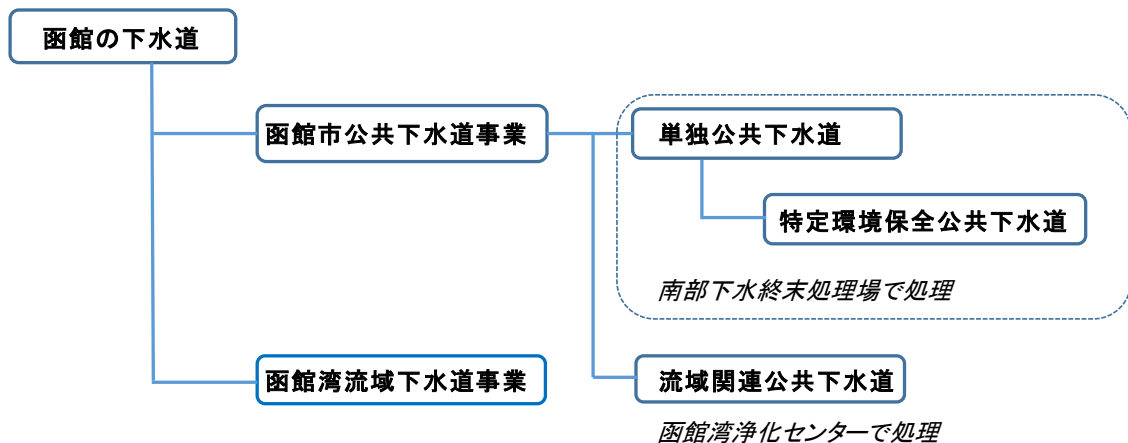 函館の下水道
函館市公共下水道事業
単独公共下水道
特定環境保全公共下水道
南部下水終末処理場で処理
函館湾流域下水道事業
流域関連公共下水道
函館湾浄化センターで処理